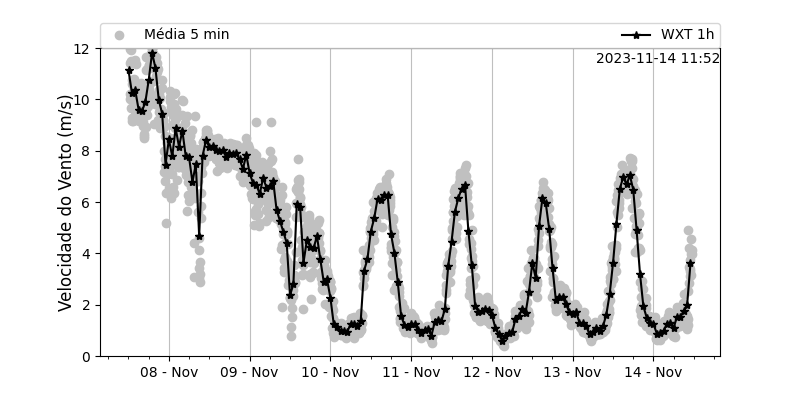 Média 5 min
WXT 1h
2023-11-14 11:52
Velocidade do Vento (m/s)
12
10
8
6
4
2
0
08 - Nov
09 - Nov
10 - Nov
11 - Nov
12 - Nov
13 - Nov
14 - Nov